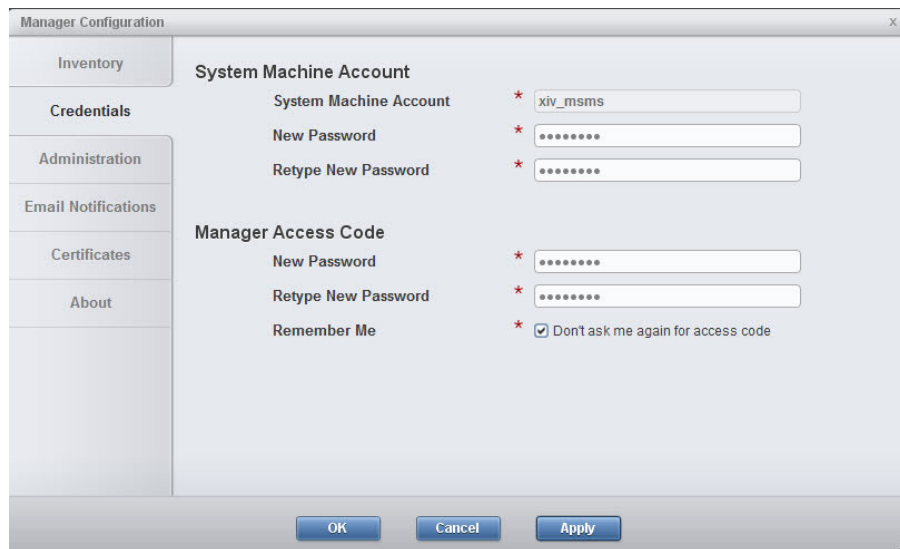 Manager Configuration x
Inventory
Credentials
Administration
Email Notifications
Certificates
About
System Machine Account
System Machine Account * xiv_msms
New Password * ••••••••
Retype New Password * ••••••••
Manager Access Code
New Password * ••••••••
Retype New Password * ••••••••
Remember Me * Don't ask me again for access code
OK Cancel Apply